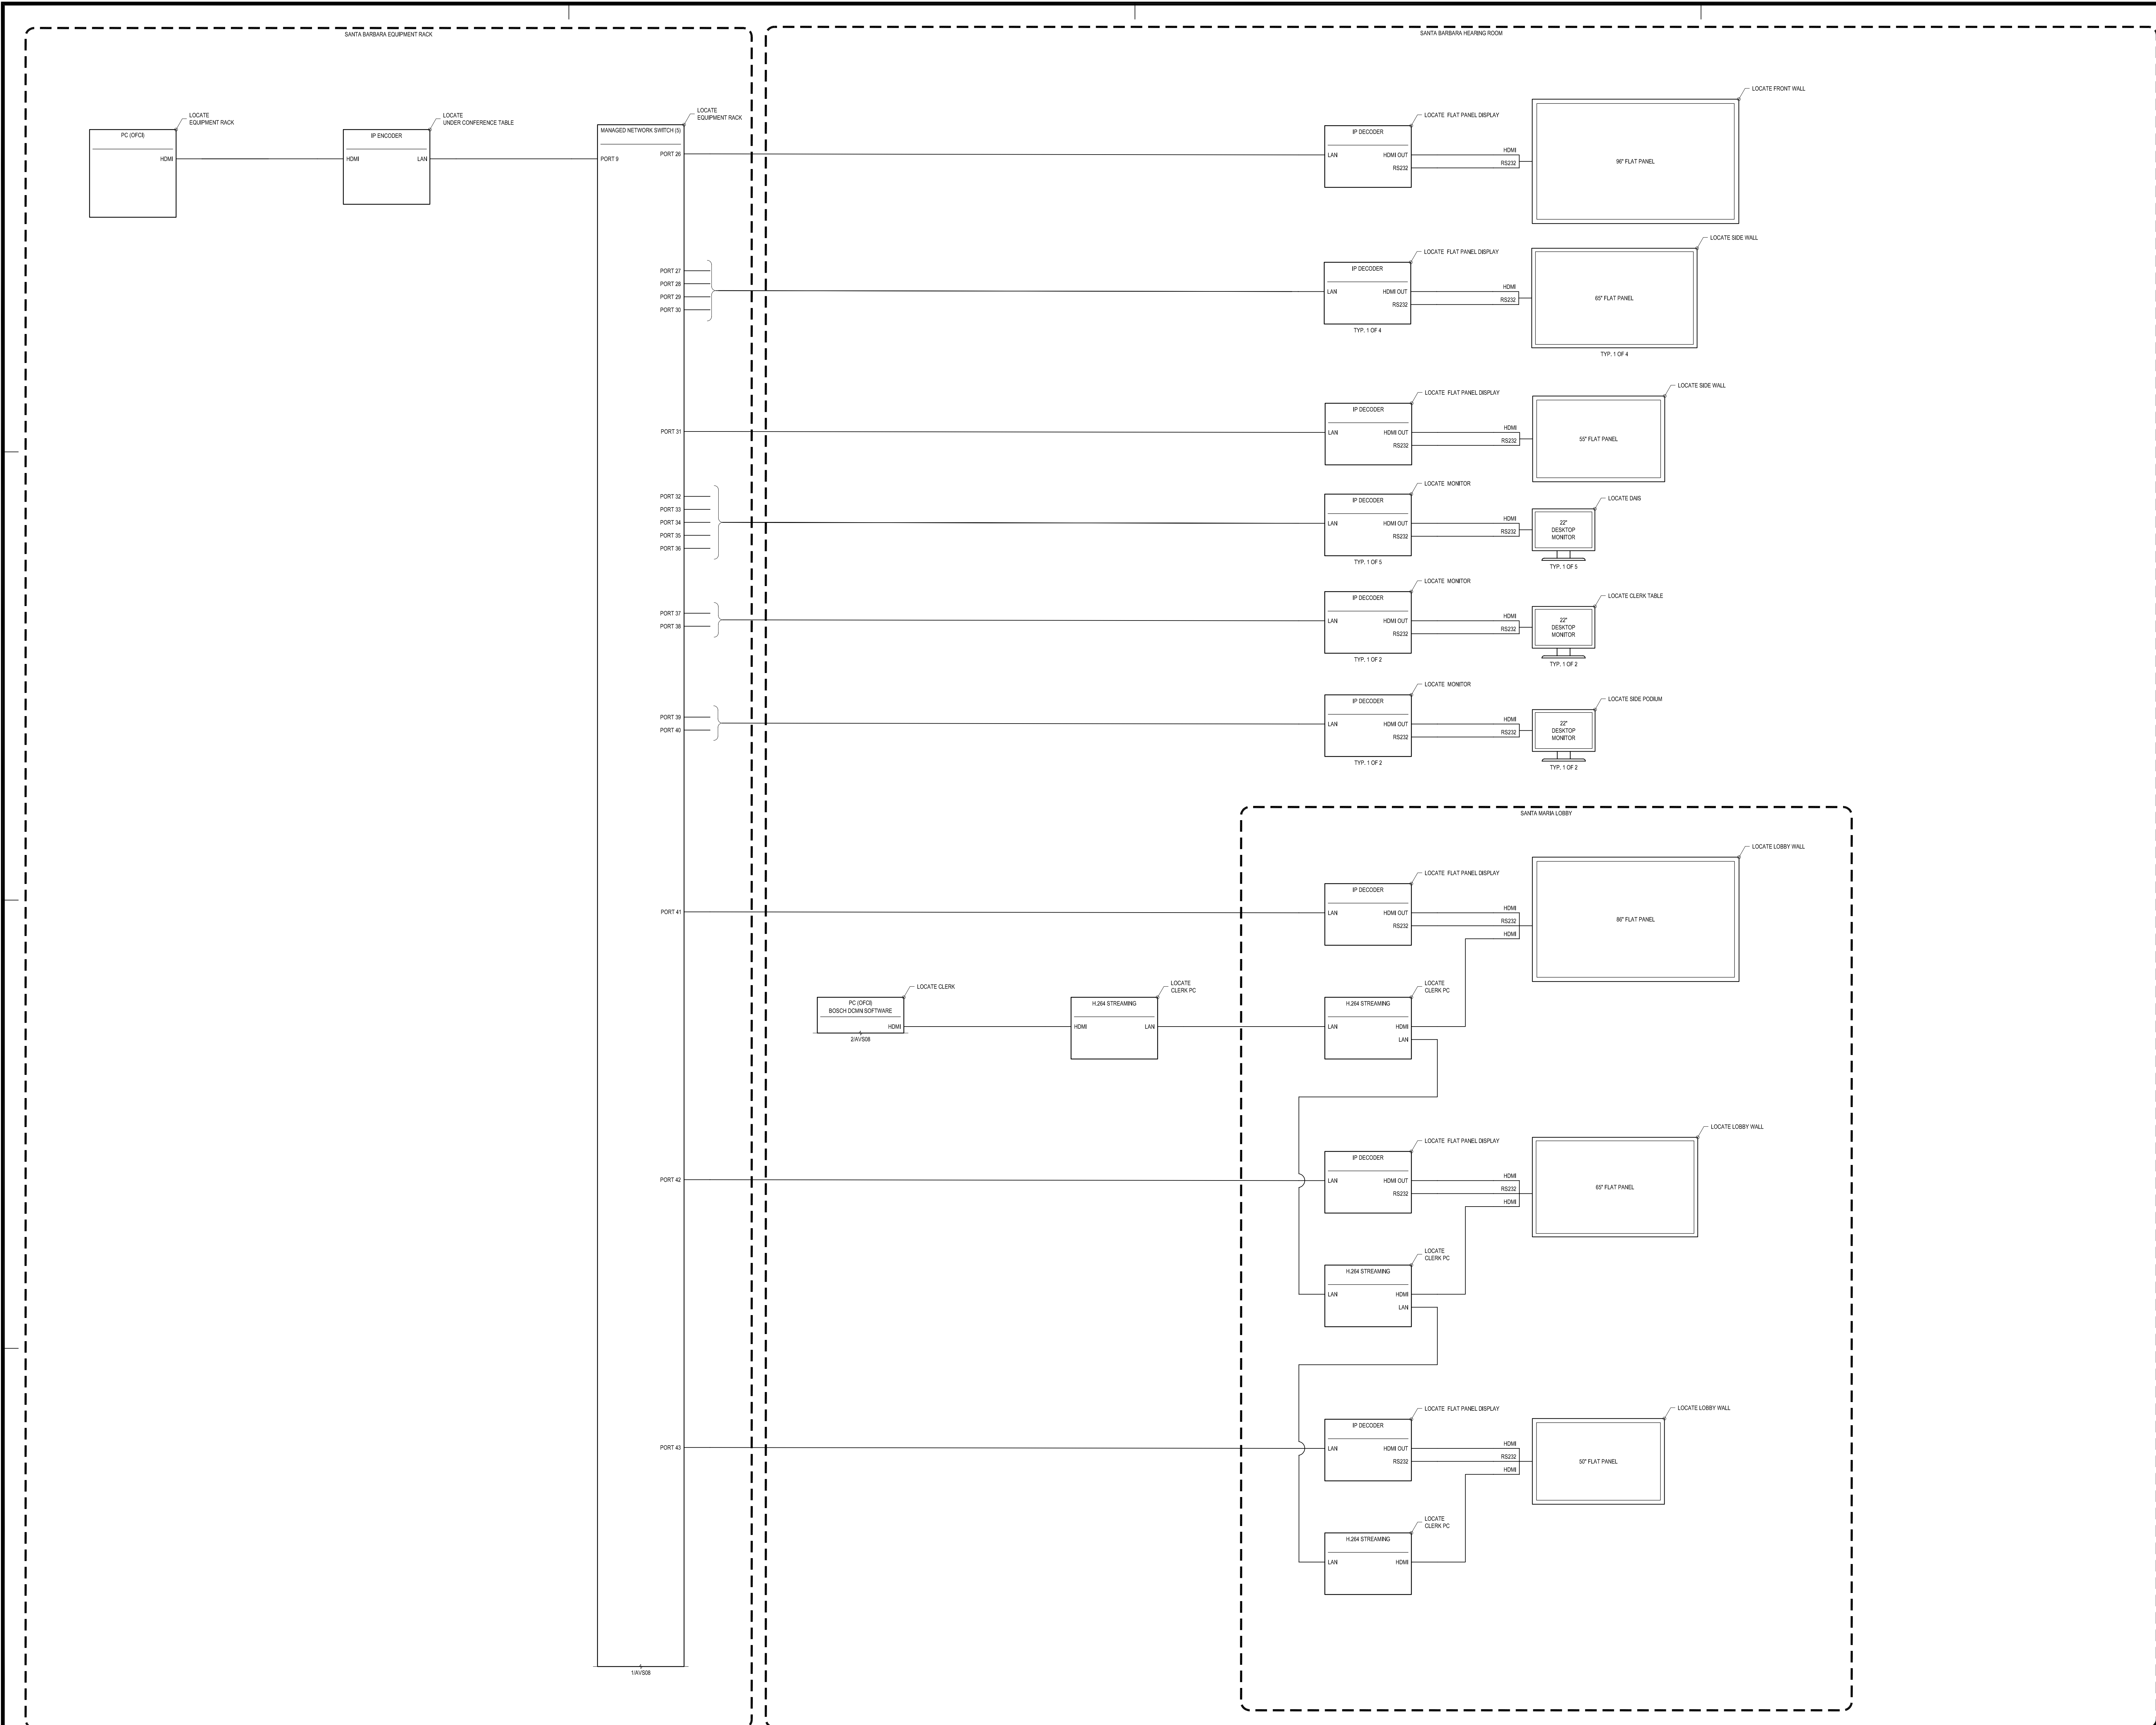 SANTA BARBARA EQUIPMENT RACK
SANTA BARBARA HEARING ROOM
PC (OFCI)
HDMI
LOCATE
EQUIPMENT RACK
IP ENCODER
HDMI
LAN
LOCATE
UNDER CONFERENCE TABLE
MANAGED NETWORK SWITCH (5)
PORT 9
LOCATE
EQUIPMENT RACK
PORT 26
IP DECODER
LAN
HDMI OUT
RS232
LOCATE FLAT PANEL DISPLAY
HDMI
RS232
96" FLAT PANEL
LOCATE FRONT WALL
PORT 27
PORT 28
PORT 29
PORT 30
IP DECODER
LAN
HDMI OUT
RS232
TYP. 1 OF 4
LOCATE FLAT PANEL DISPLAY
HDMI
RS232
65" FLAT PANEL
TYP. 1 OF 4
LOCATE SIDE WALL
PORT 31
IP DECODER
LAN
HDMI OUT
RS232
LOCATE FLAT PANEL DISPLAY
HDMI
RS232
55" FLAT PANEL
LOCATE SIDE WALL
PORT 32
PORT 33
PORT 34
PORT 35
PORT 36
IP DECODER
LAN
HDMI OUT
RS232
TYP. 1 OF 5
LOCATE MONITOR
HDMI
RS232
22"
DESKTOP
MONITOR
TYP. 1 OF 5
LOCATE DAIS
PORT 37
PORT 38
IP DECODER
LAN
HDMI OUT
RS232
TYP. 1 OF 2
LOCATE MONITOR
HDMI
RS232
22"
DESKTOP
MONITOR
TYP. 1 OF 2
LOCATE CLERK TABLE
PORT 39
PORT 40
IP DECODER
LAN
HDMI OUT
RS232
TYP. 1 OF 2
LOCATE MONITOR
HDMI
RS232
22"
DESKTOP
MONITOR
TYP. 1 OF 2
LOCATE SIDE PODIUM
SANTA MARIA LOBBY
PORT 41
IP DECODER
LAN
HDMI OUT
RS232
LOCATE FLAT PANEL DISPLAY
HDMI
RS232
HDMI
86" FLAT PANEL
LOCATE LOBBY WALL
PC (OFCI)
BOSCH DCMN SOFTWARE
HDMI
2/AVS08
LOCATE CLERK
H.264 STREAMING
HDMI
LAN
LOCATE
CLERK PC
H.264 STREAMING
LAN
HDMI
LAN
LOCATE
CLERK PC
PORT 42
IP DECODER
LAN
HDMI OUT
RS232
LOCATE FLAT PANEL DISPLAY
HDMI
RS232
HDMI
65" FLAT PANEL
LOCATE LOBBY WALL
H.264 STREAMING
LAN
HDMI
LAN
LOCATE
CLERK PC
PORT 43
IP DECODER
LAN
HDMI OUT
RS232
LOCATE FLAT PANEL DISPLAY
HDMI
RS232
HDMI
50" FLAT PANEL
LOCATE LOBBY WALL
H.264 STREAMING
LAN
HDMI
LOCATE
CLERK PC
1/AVS08